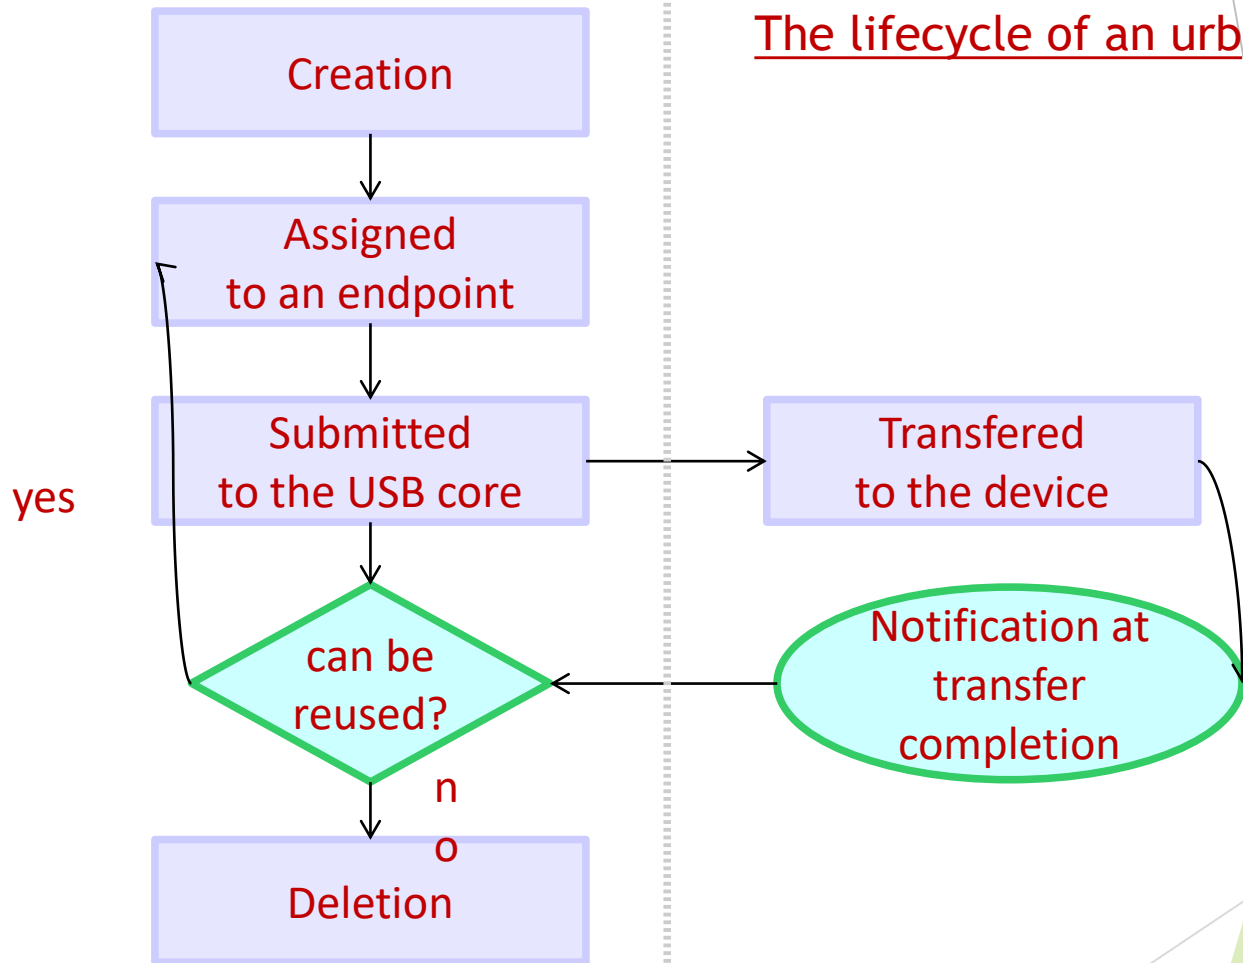 The lifecycle of an urb
Creation
Assigned
to an endpoint
Submitted
to the USB core
Transfered
to the device
yes
can be
reused?
Notification at
transfer
completion
n
o
Deletion